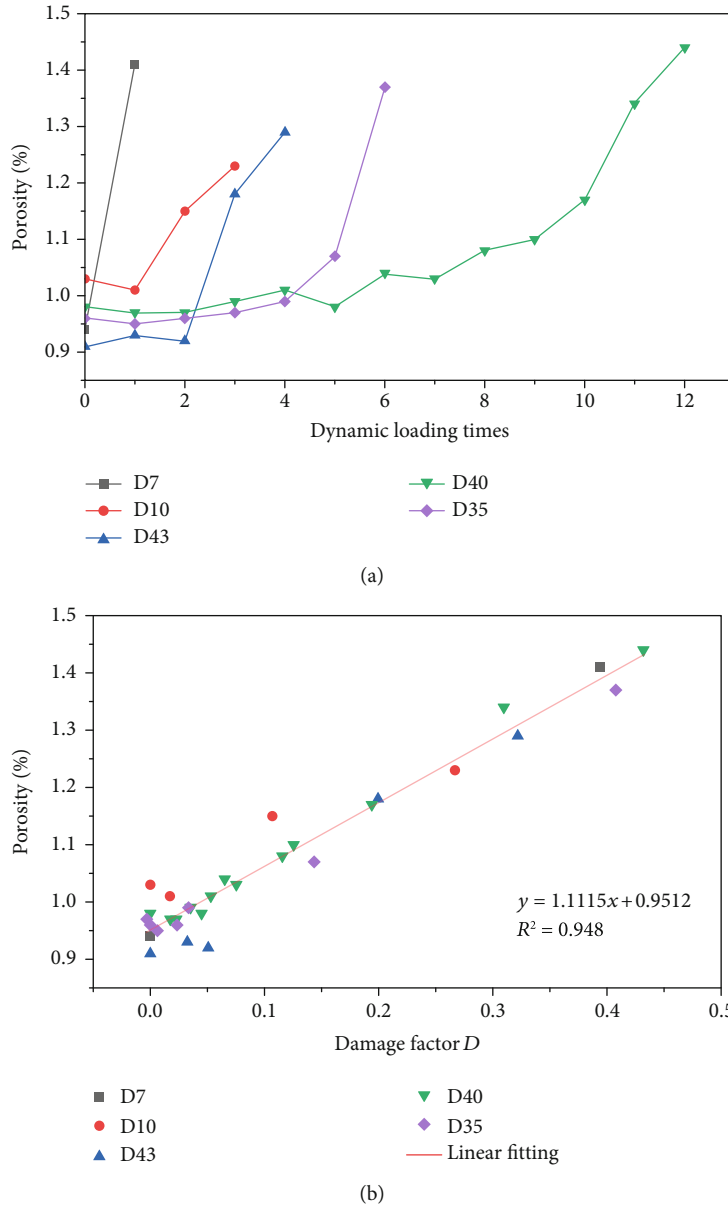 1.5
1.4
1.3
1.2
1.1
1.0
0.9
Porosity (%)
0 2 4 6 8 10 12
Dynamic loading times
D7 D40
D10 D35
D43
(a)
1.5
1.4
1.3
1.2
1.1
1.0
0.9
Porosity (%)
y = 1.1115x + 0.9512
R² = 0.948
0.0 0.1 0.2 0.3 0.4 0.5
Damage factor D
D7 D40
D10 D35
D43 Linear fitting
(b)